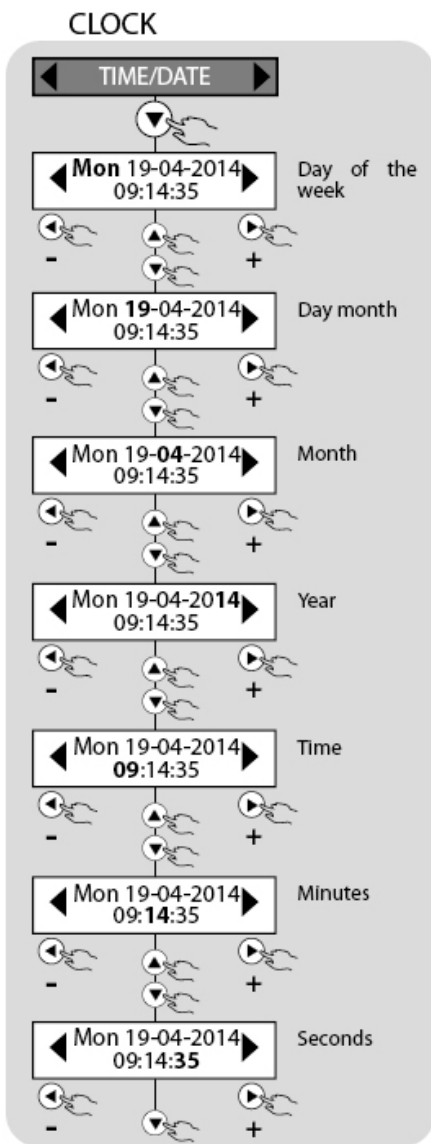 CLOCK
TIME/DATE
Mon 19-04-2014
09:14:35
Day of the
week
- +
Mon 19-04-2014
09:14:35
Day month
- +
Mon 19-04-2014
09:14:35
Month
- +
Mon 19-04-2014
09:14:35
Year
- +
Mon 19-04-2014
09:14:35
Time
- +
Mon 19-04-2014
09:14:35
Minutes
- +
Mon 19-04-2014
09:14:35
Seconds
- +